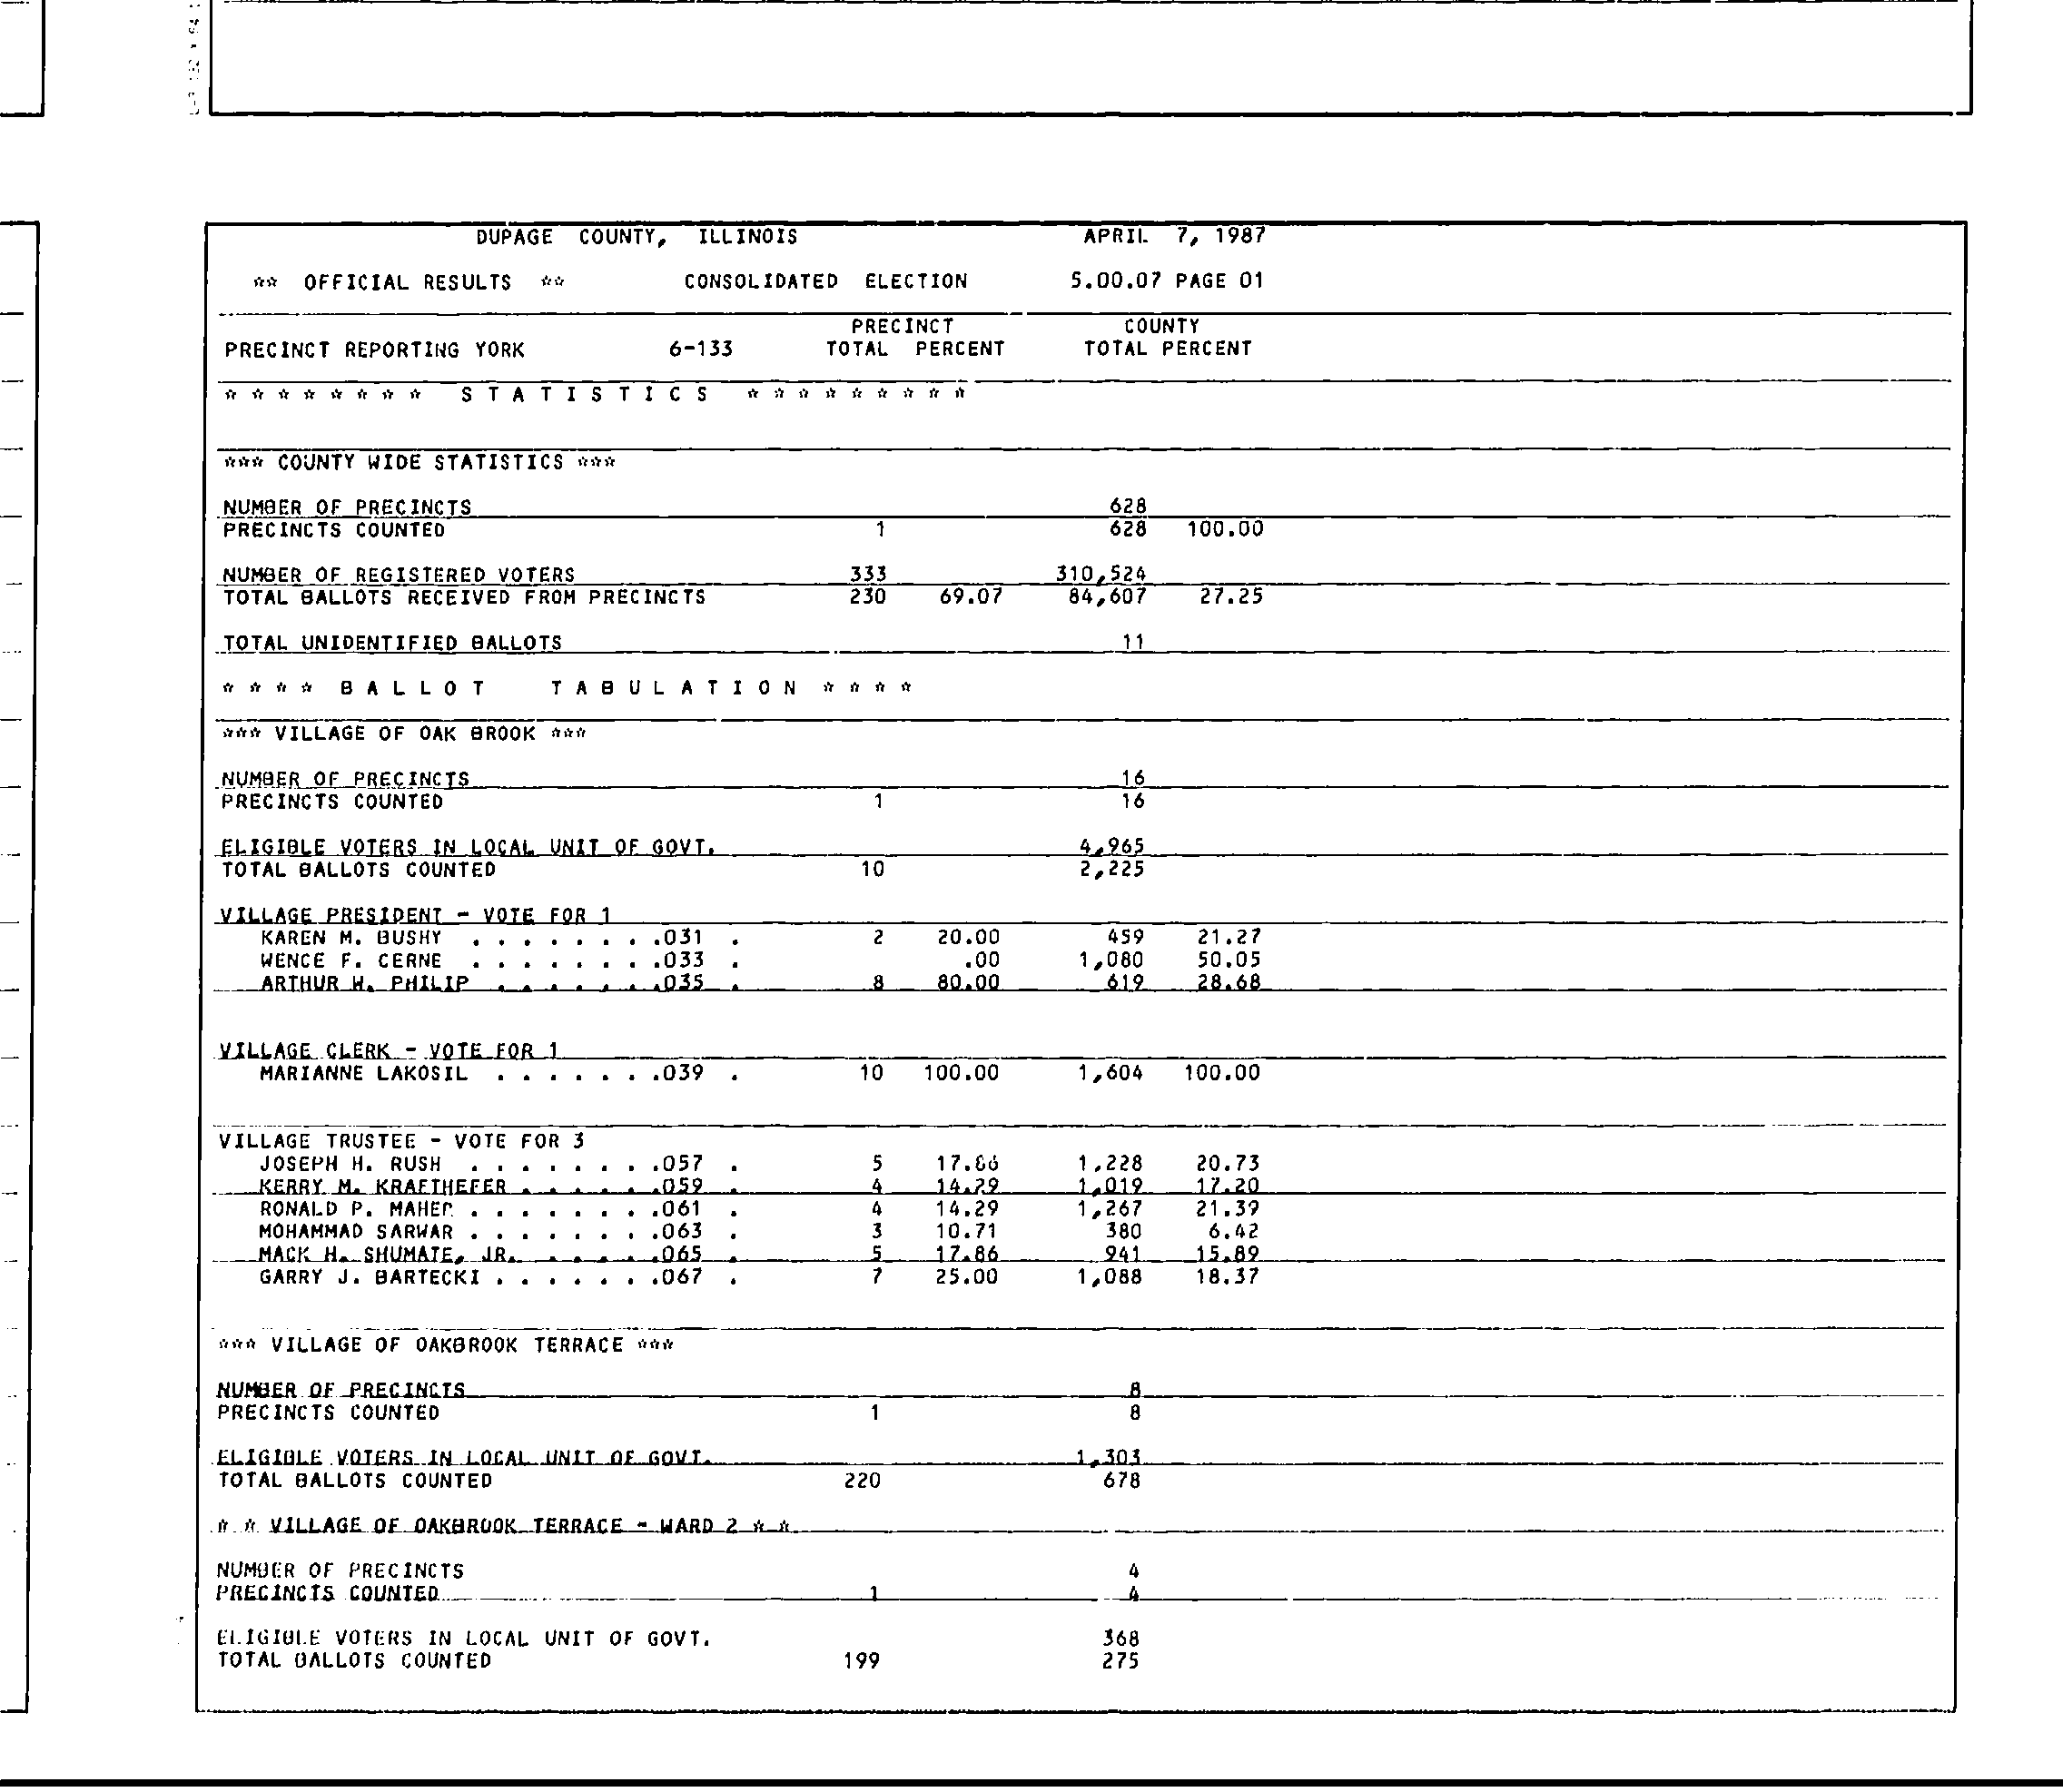 DUPAGE COUNTY, ILLINOIS APRIL 7, 1987
** OFFICIAL RESULTS ** CONSOLIDATED ELECTION 5.00.07 PAGE 01
PRECINCT COUNTY
PRECINCT REPORTING YORK 6-133 TOTAL PERCENT TOTAL PERCENT
* * * * * * * * S T A T I S T I C S * * * * * * * * *
*** COUNTY WIDE STATISTICS ***
NUMBER OF PRECINCTS 628
PRECINCTS COUNTED 1 628 100.00
NUMBER OF REGISTERED VOTERS 333 310,524
TOTAL BALLOTS RECEIVED FROM PRECINCTS 230 69.07 84,607 27.25
TOTAL UNIDENTIFIED BALLOTS 11
* * * * B A L L O T T A B U L A T I O N * * * *
*** VILLAGE OF OAK BROOK ***
NUMBER OF PRECINCTS 16
PRECINCTS COUNTED 1 16
ELIGIBLE VOTERS IN LOCAL UNIT OF GOVT. 4,965
TOTAL BALLOTS COUNTED 10 2,225
VILLAGE PRESIDENT - VOTE FOR 1
KAREN M. BUSHY . . . . . . . .031 . 2 20.00 459 21.27
WENCE F. CERNE . . . . . . . .033 . .00 1,080 50.05
ARTHUR W. PHILIP . . . . . . .035 . 8 80.00 619 28.68
VILLAGE CLERK - VOTE FOR 1
MARIANNE LAKOSIL . . . . . . .039 . 10 100.00 1,604 100.00
VILLAGE TRUSTEE - VOTE FOR 3
JOSEPH H. RUSH . . . . . . . .057 . 5 17.86 1,228 20.73
KERRY M. KRAFTHEFER . . . . . .059 . 4 14.29 1,019 17.20
RONALD P. MAHER . . . . . . . .061 . 4 14.29 1,267 21.39
MOHAMMAD SARWAR . . . . . . . .063 . 3 10.71 380 6.42
MACK H. SHUMATE, JR. . . . . .065 . 5 17.86 941 15.89
GARRY J. BARTECKI . . . . . . .067 . 7 25.00 1,088 18.37
*** VILLAGE OF OAKBROOK TERRACE ***
NUMBER OF PRECINCTS 8
PRECINCTS COUNTED 1 8
ELIGIBLE VOTERS IN LOCAL UNIT OF GOVT. 1,303
TOTAL BALLOTS COUNTED 220 678
* * VILLAGE OF OAKBROOK TERRACE - WARD 2 * *
NUMBER OF PRECINCTS 4
PRECINCTS COUNTED 1 4
ELIGIBLE VOTERS IN LOCAL UNIT OF GOVT. 368
TOTAL BALLOTS COUNTED 199 275